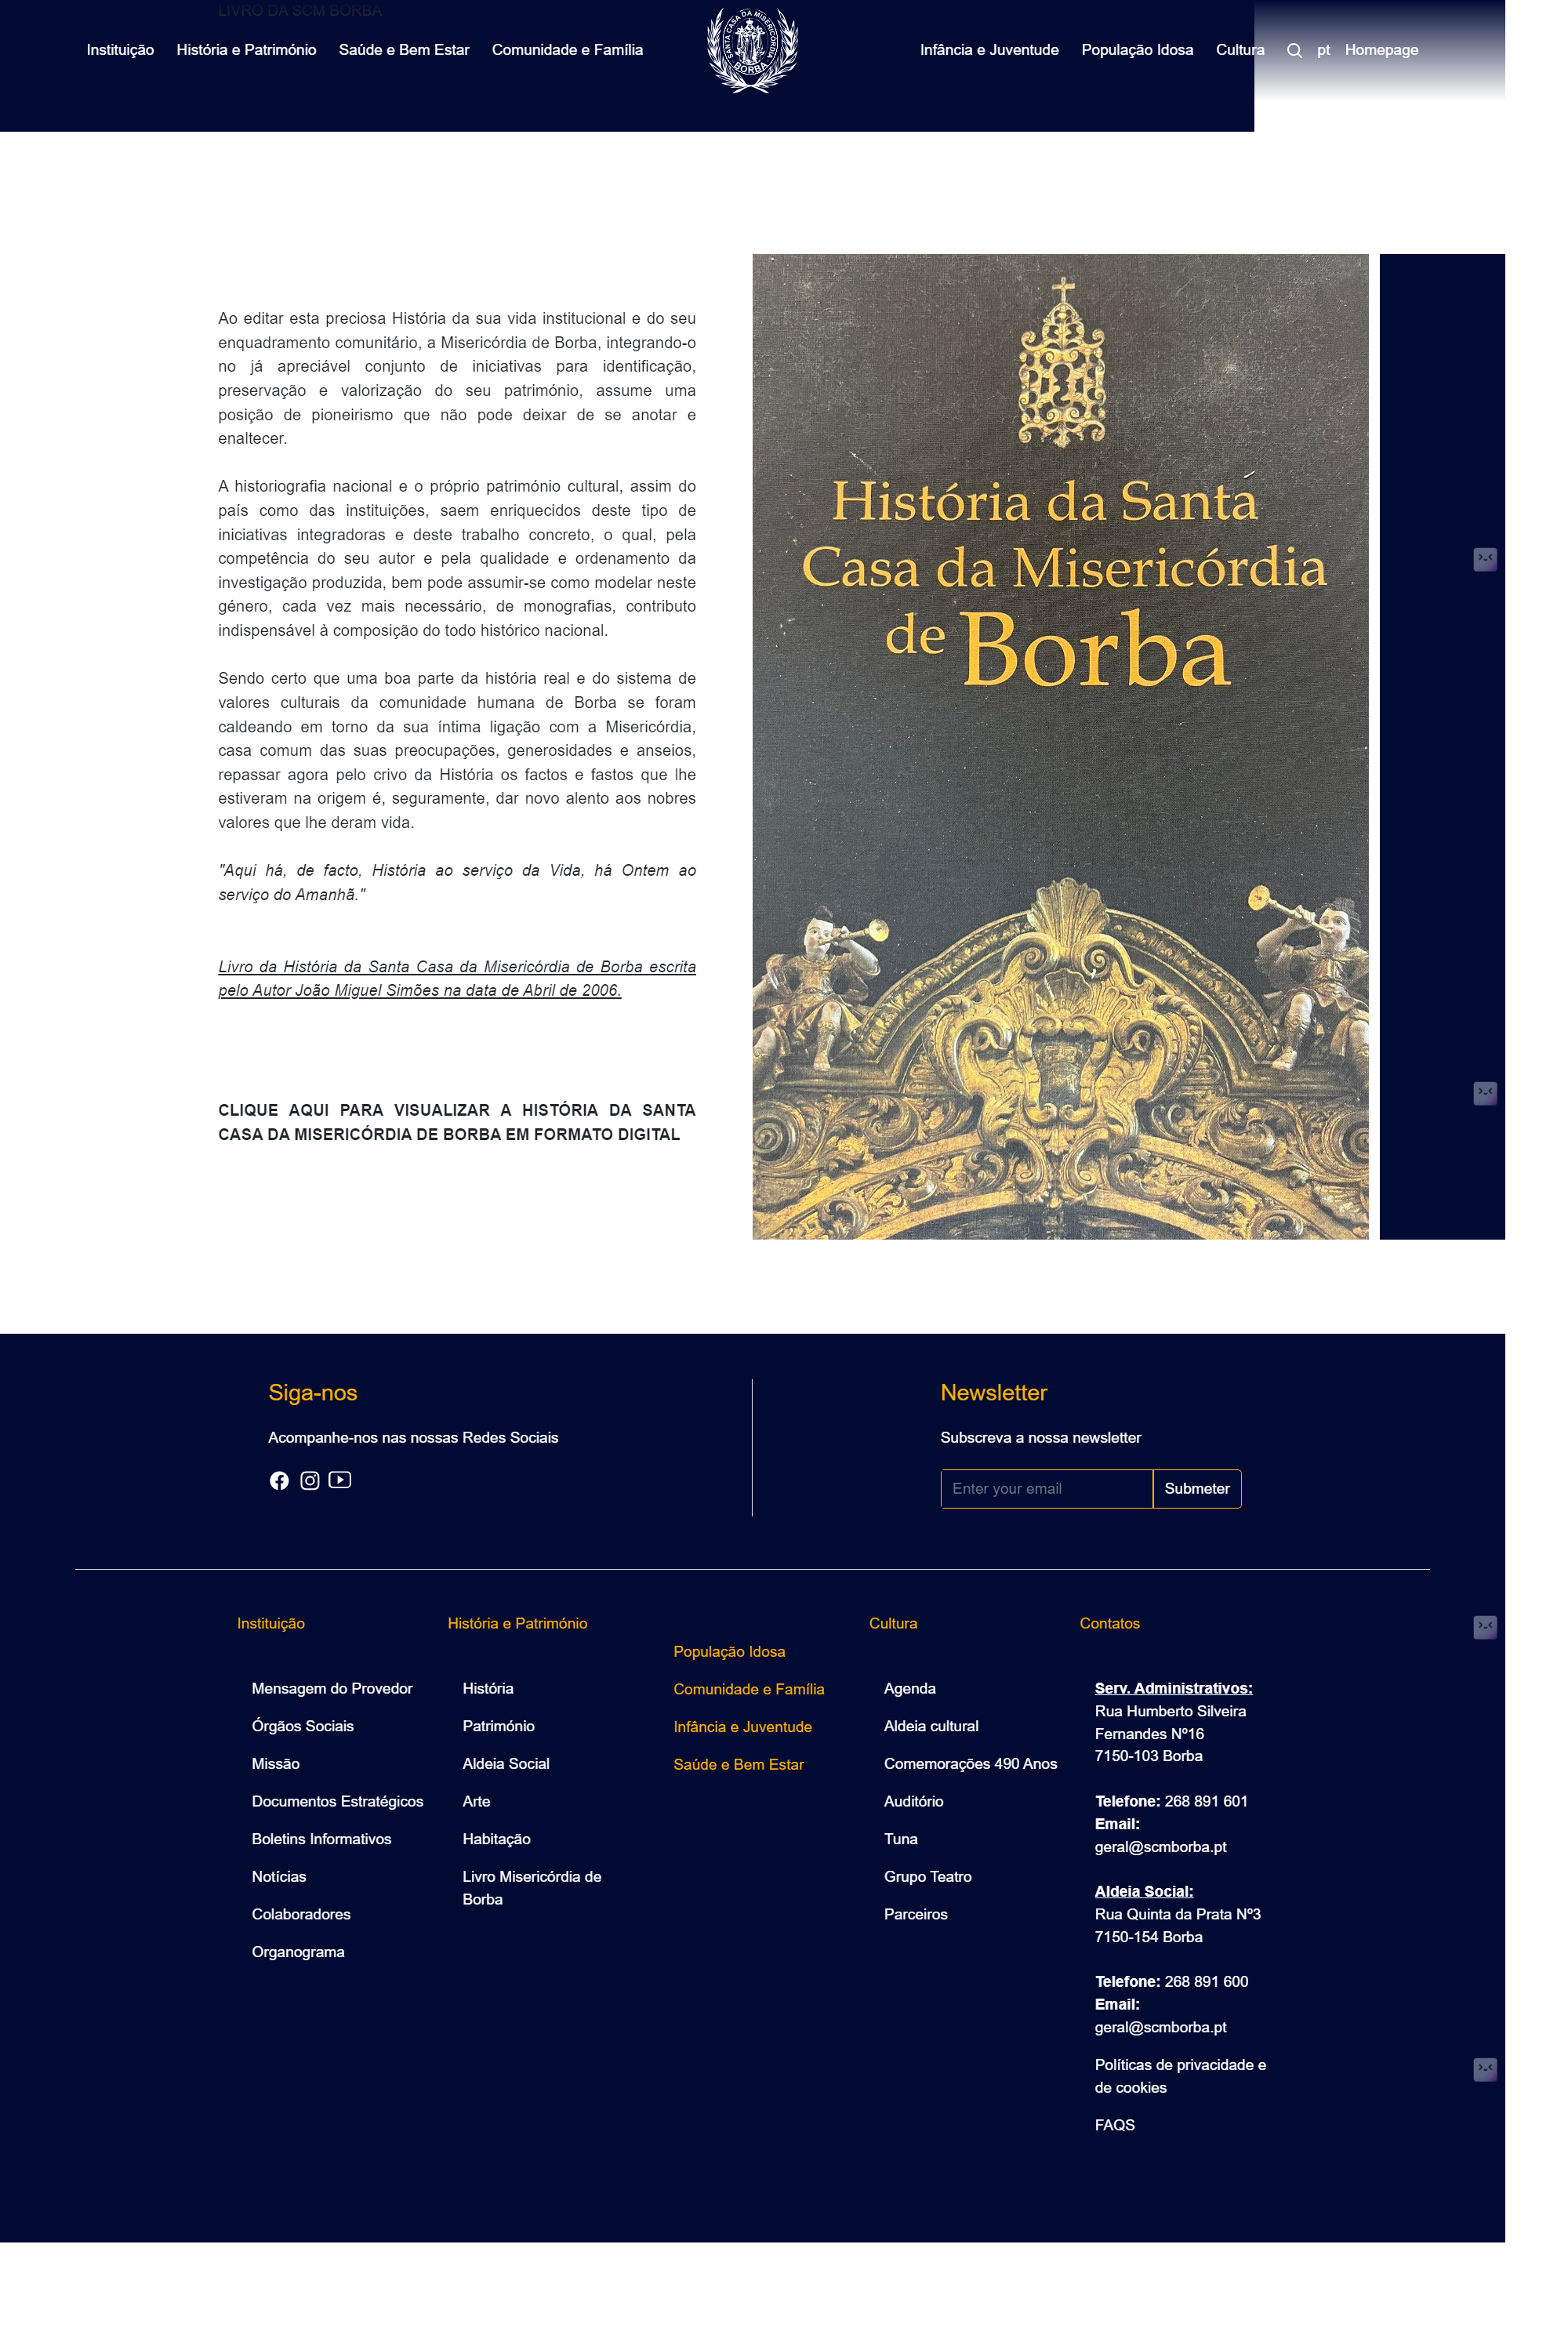 LIVRO DA SCM BORBA
Instituição História e Património Saúde e Bem Estar Comunidade e Família
SANTA CASA DA MISERICÓRDIA
BORBA
Infância e Juventude População Idosa Cultura pt Homepage
Ao editar esta preciosa História da sua vida institucional e do seu
enquadramento comunitário, a Misericórdia de Borba, integrando-o
no já apreciável conjunto de iniciativas para identificação,
preservação e valorização do seu património, assume uma
posição de pioneirismo que não pode deixar de se anotar e
enaltecer.
A historiografia nacional e o próprio património cultural, assim do
país como das instituições, saem enriquecidos deste tipo de
iniciativas integradoras e deste trabalho concreto, o qual, pela
competência do seu autor e pela qualidade e ordenamento da
investigação produzida, bem pode assumir-se como modelar neste
género, cada vez mais necessário, de monografias, contributo
indispensável à composição do todo histórico nacional.
Sendo certo que uma boa parte da história real e do sistema de
valores culturais da comunidade humana de Borba se foram
caldeando em torno da sua íntima ligação com a Misericórdia,
casa comum das suas preocupações, generosidades e anseios,
repassar agora pelo crivo da História os factos e fastos que lhe
estiveram na origem é, seguramente, dar novo alento aos nobres
valores que lhe deram vida.
"Aqui há, de facto, História ao serviço da Vida, há Ontem ao
serviço do Amanhã."
Livro da História da Santa Casa da Misericórdia de Borba escrita
pelo Autor João Miguel Simões na data de Abril de 2006.
CLIQUE AQUI PARA VISUALIZAR A HISTÓRIA DA SANTA
CASA DA MISERICÓRDIA DE BORBA EM FORMATO DIGITAL
História da Santa
Casa da Misericórdia
de Borba
Siga-nos
Acompanhe-nos nas nossas Redes Sociais
Newsletter
Subscreva a nossa newsletter
Enter your email Submeter
Instituição
Mensagem do Provedor
Órgãos Sociais
Missão
Documentos Estratégicos
Boletins Informativos
Notícias
Colaboradores
Organograma
História e Património
História
Património
Aldeia Social
Arte
Habitação
Livro Misericórdia de
Borba
População Idosa
Comunidade e Família
Infância e Juventude
Saúde e Bem Estar
Cultura
Agenda
Aldeia cultural
Comemorações 490 Anos
Auditório
Tuna
Grupo Teatro
Parceiros
Contatos
Serv. Administrativos:
Rua Humberto Silveira
Fernandes Nº16
7150-103 Borba
Telefone: 268 891 601
Email:
geral@scmborba.pt
Aldeia Social:
Rua Quinta da Prata Nº3
7150-154 Borba
Telefone: 268 891 600
Email:
geral@scmborba.pt
Políticas de privacidade e
de cookies
FAQS